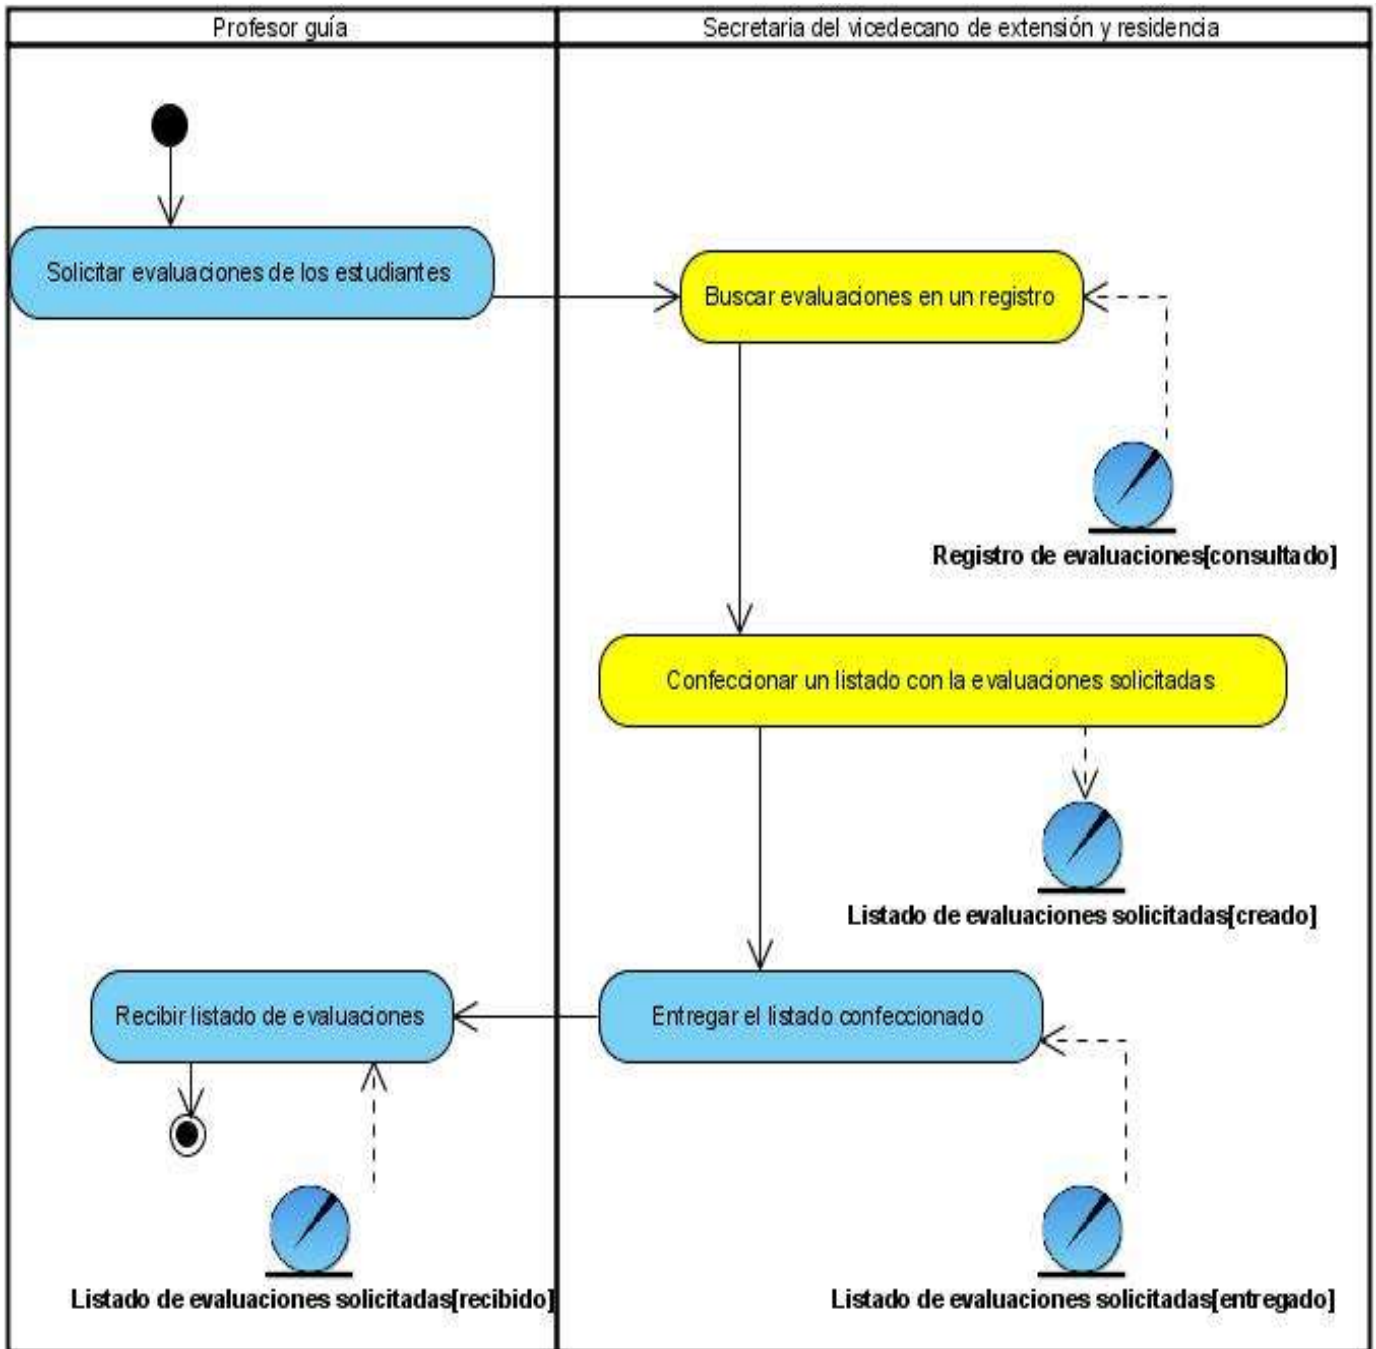 Profesor guía
Secretaria del vicedecano de extensión y residencia
Solicitar evaluaciones de los estudiantes
Buscar evaluaciones en un registro
Registro de evaluaciones[consultado]
Confeccionar un listado con la evaluaciones solicitadas
Listado de evaluaciones solicitadas[creado]
Recibir listado de evaluaciones
Entregar el listado confeccionado
Listado de evaluaciones solicitadas[recibido]
Listado de evaluaciones solicitadas[entregado]